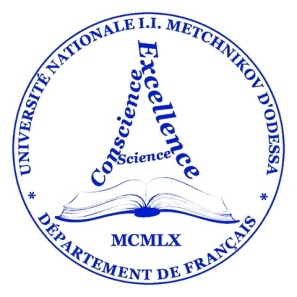 UNIVERSITÉ NATIONALE I.I. METCHNIKOV D'ODESSA
Conscience
Excellence
Science
MCMLX
* DÉPARTEMENT DE FRANÇAIS *